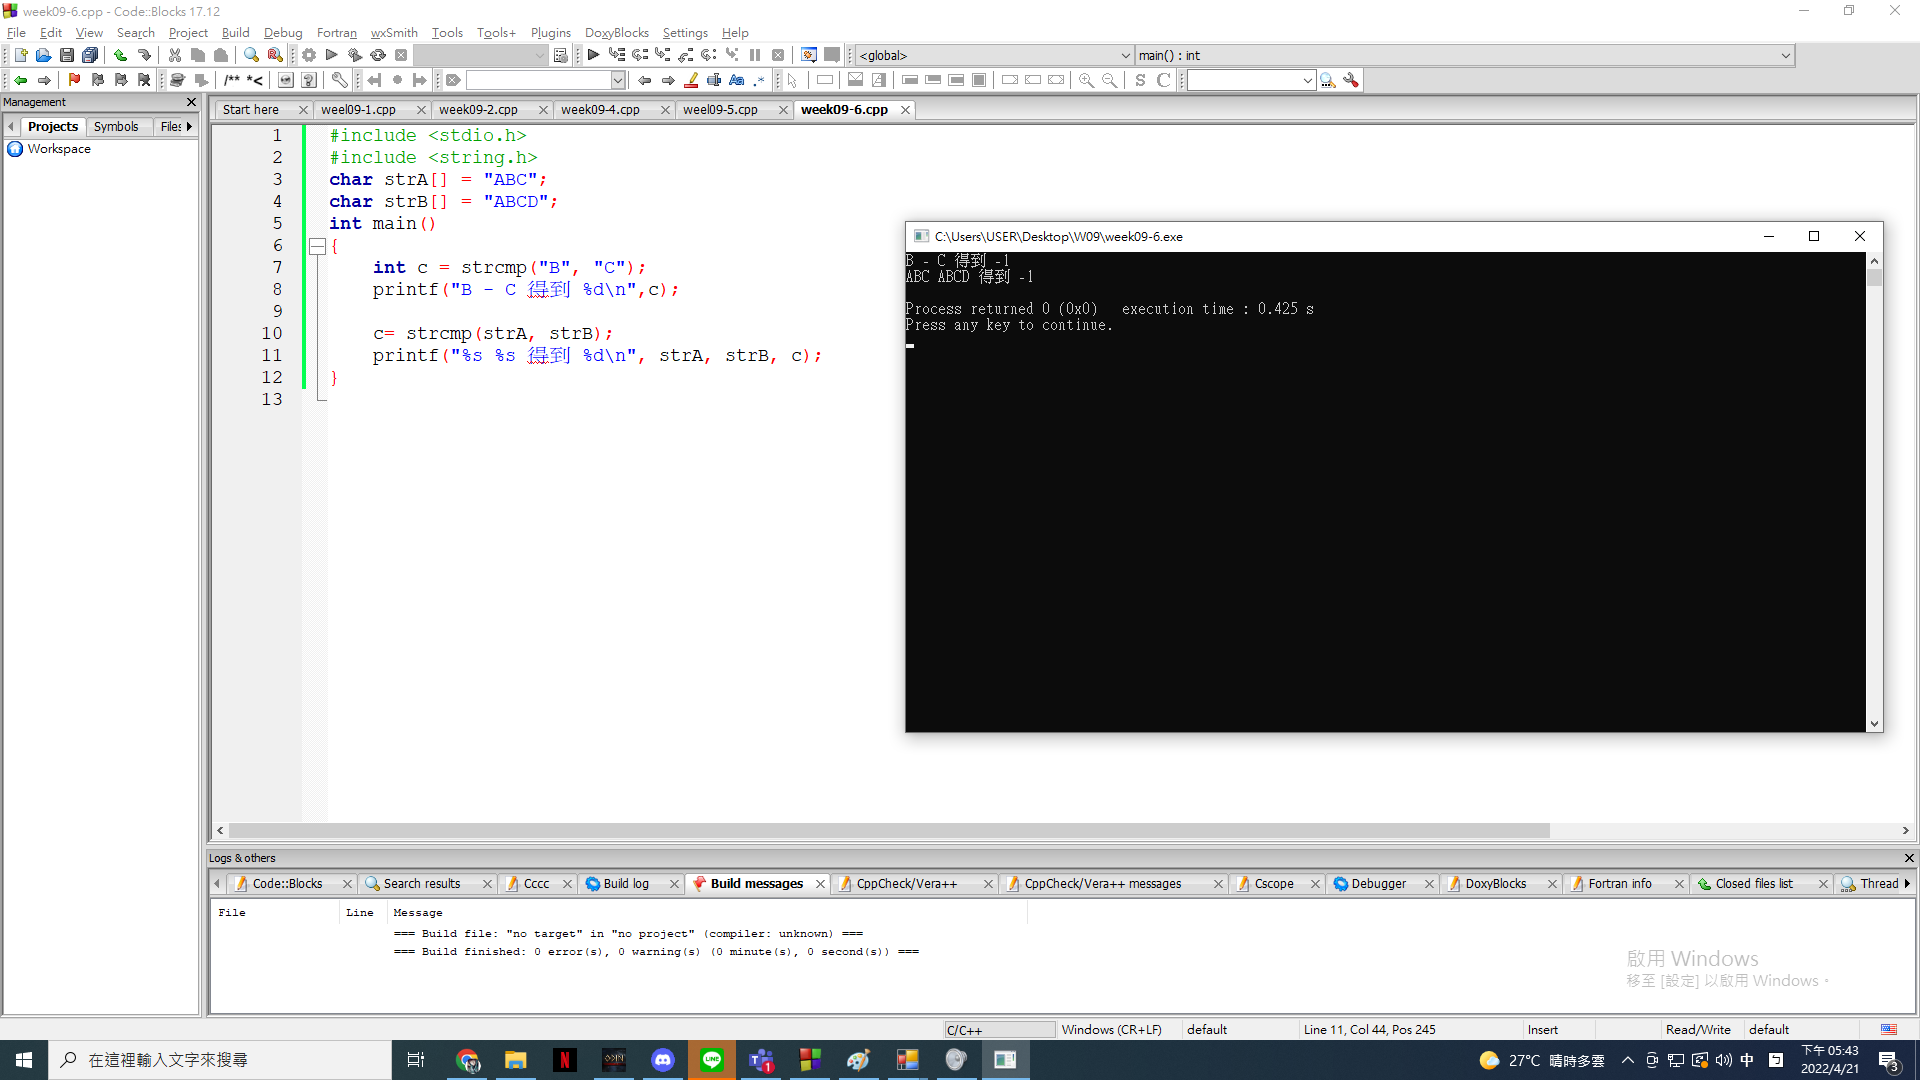 week09-6.cpp - Code::Blocks 17.12
File Edit View Search Project Build Debug Fortran wxSmith Tools Tools+ Plugins DoxyBlocks Settings Help
<global>
main() : int
/** *<
Aa .*
S C
Management
Projects Symbols Files
Workspace
Start here
weel09-1.cpp
week09-2.cpp
week09-4.cpp
weel09-5.cpp
week09-6.cpp
1 #include <stdio.h>
2 #include <string.h>
3 char strA[] = "ABC";
4 char strB[] = "ABCD";
5 int main()
6 {
7 int c = strcmp("B", "C");
8 printf("B - C 得到 %d\n",c);
9
10 c= strcmp(strA, strB);
11 printf("%s %s 得到 %d\n", strA, strB, c);
12 }
13
C:\Users\USER\Desktop\W09\week09-6.exe
B - C 得到 -1
ABC ABCD 得到 -1
Process returned 0 (0x0) execution time : 0.425 s
Press any key to continue.
Logs & others
Code::Blocks
Search results
Cccc
Build log
Build messages
CppCheck/Vera++
CppCheck/Vera++ messages
Cscope
Debugger
DoxyBlocks
Fortran info
Closed files list
Thread
File Line Message
=== Build file: "no target" in "no project" (compiler: unknown) ===
=== Build finished: 0 error(s), 0 warning(s) (0 minute(s), 0 second(s)) ===
啟用 Windows
移至 [設定] 以啟用 Windows。
C/C++
Windows (CR+LF)
default
Line 11, Col 44, Pos 245
Insert
Read/Write
default
在這裡輸入文字來搜尋
LINE
1
27°C 晴時多雲
中
下午 05:43
2022/4/21
3